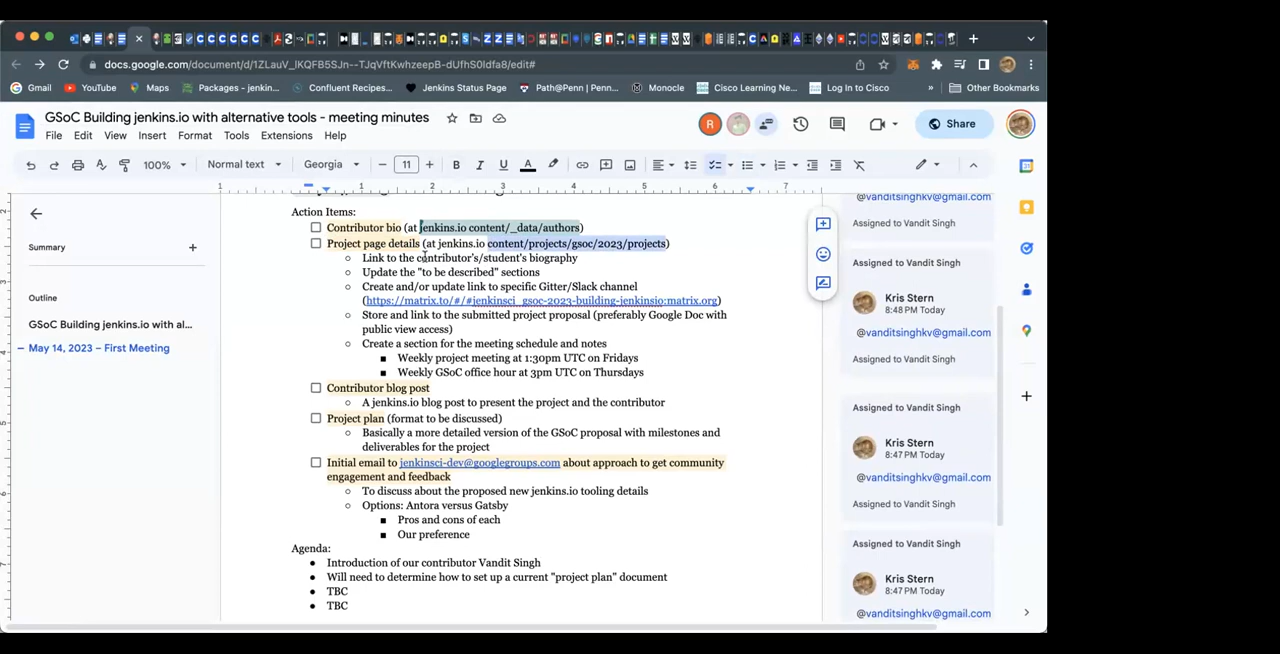 docs.google.com/document/d/1ZLauV_lKQFB5SJn--TJqVftKwhzeepB-dUfhS0Idfa8/edit#
Gmail YouTube Maps Packages - jenkin... Confluent Recipes... Jenkins Status Page Path@Penn | Penn... Monocle Cisco Learning Ne... Log In to Cisco » Other Bookmarks
GSoC Building jenkins.io with alternative tools - meeting minutes
File Edit View Insert Format Tools Extensions Help
R
Share
100% Normal text Georgia 11
1 1 2 3 4 5 6 7
Summary
Outline
GSoC Building jenkins.io with al...
May 14, 2023 – First Meeting
Action Items:
Contributor bio (at jenkins.io content/_data/authors)
Project page details (at jenkins.io content/projects/gsoc/2023/projects)
Link to the contributor's/student's biography
Update the "to be described" sections
Create and/or update link to specific Gitter/Slack channel
(https://matrix.to/#/#jenkinsci_gsoc-2023-building-jenkinsio:matrix.org)
Store and link to the submitted project proposal (preferably Google Doc with
public view access)
Create a section for the meeting schedule and notes
Weekly project meeting at 1:30pm UTC on Fridays
Weekly GSoC office hour at 3pm UTC on Thursdays
Contributor blog post
A jenkins.io blog post to present the project and the contributor
Project plan (format to be discussed)
Basically a more detailed version of the GSoC proposal with milestones and
deliverables for the project
Initial email to jenkinsci-dev@googlegroups.com about approach to get community
engagement and feedback
To discuss about the proposed new jenkins.io tooling details
Options: Antora versus Gatsby
Pros and cons of each
Our preference
Agenda:
Introduction of our contributor Vandit Singh
Will need to determine how to set up a current "project plan" document
TBC
TBC
@vanditsinghkv@gmail.com
Assigned to Vandit Singh
Assigned to Vandit Singh
Kris Stern
8:48 PM Today
@vanditsinghkv@gmail.com
Assigned to Vandit Singh
Assigned to Vandit Singh
Kris Stern
8:47 PM Today
@vanditsinghkv@gmail.com
Assigned to Vandit Singh
Assigned to Vandit Singh
Kris Stern
8:47 PM Today
@vanditsinghkv@gmail.com